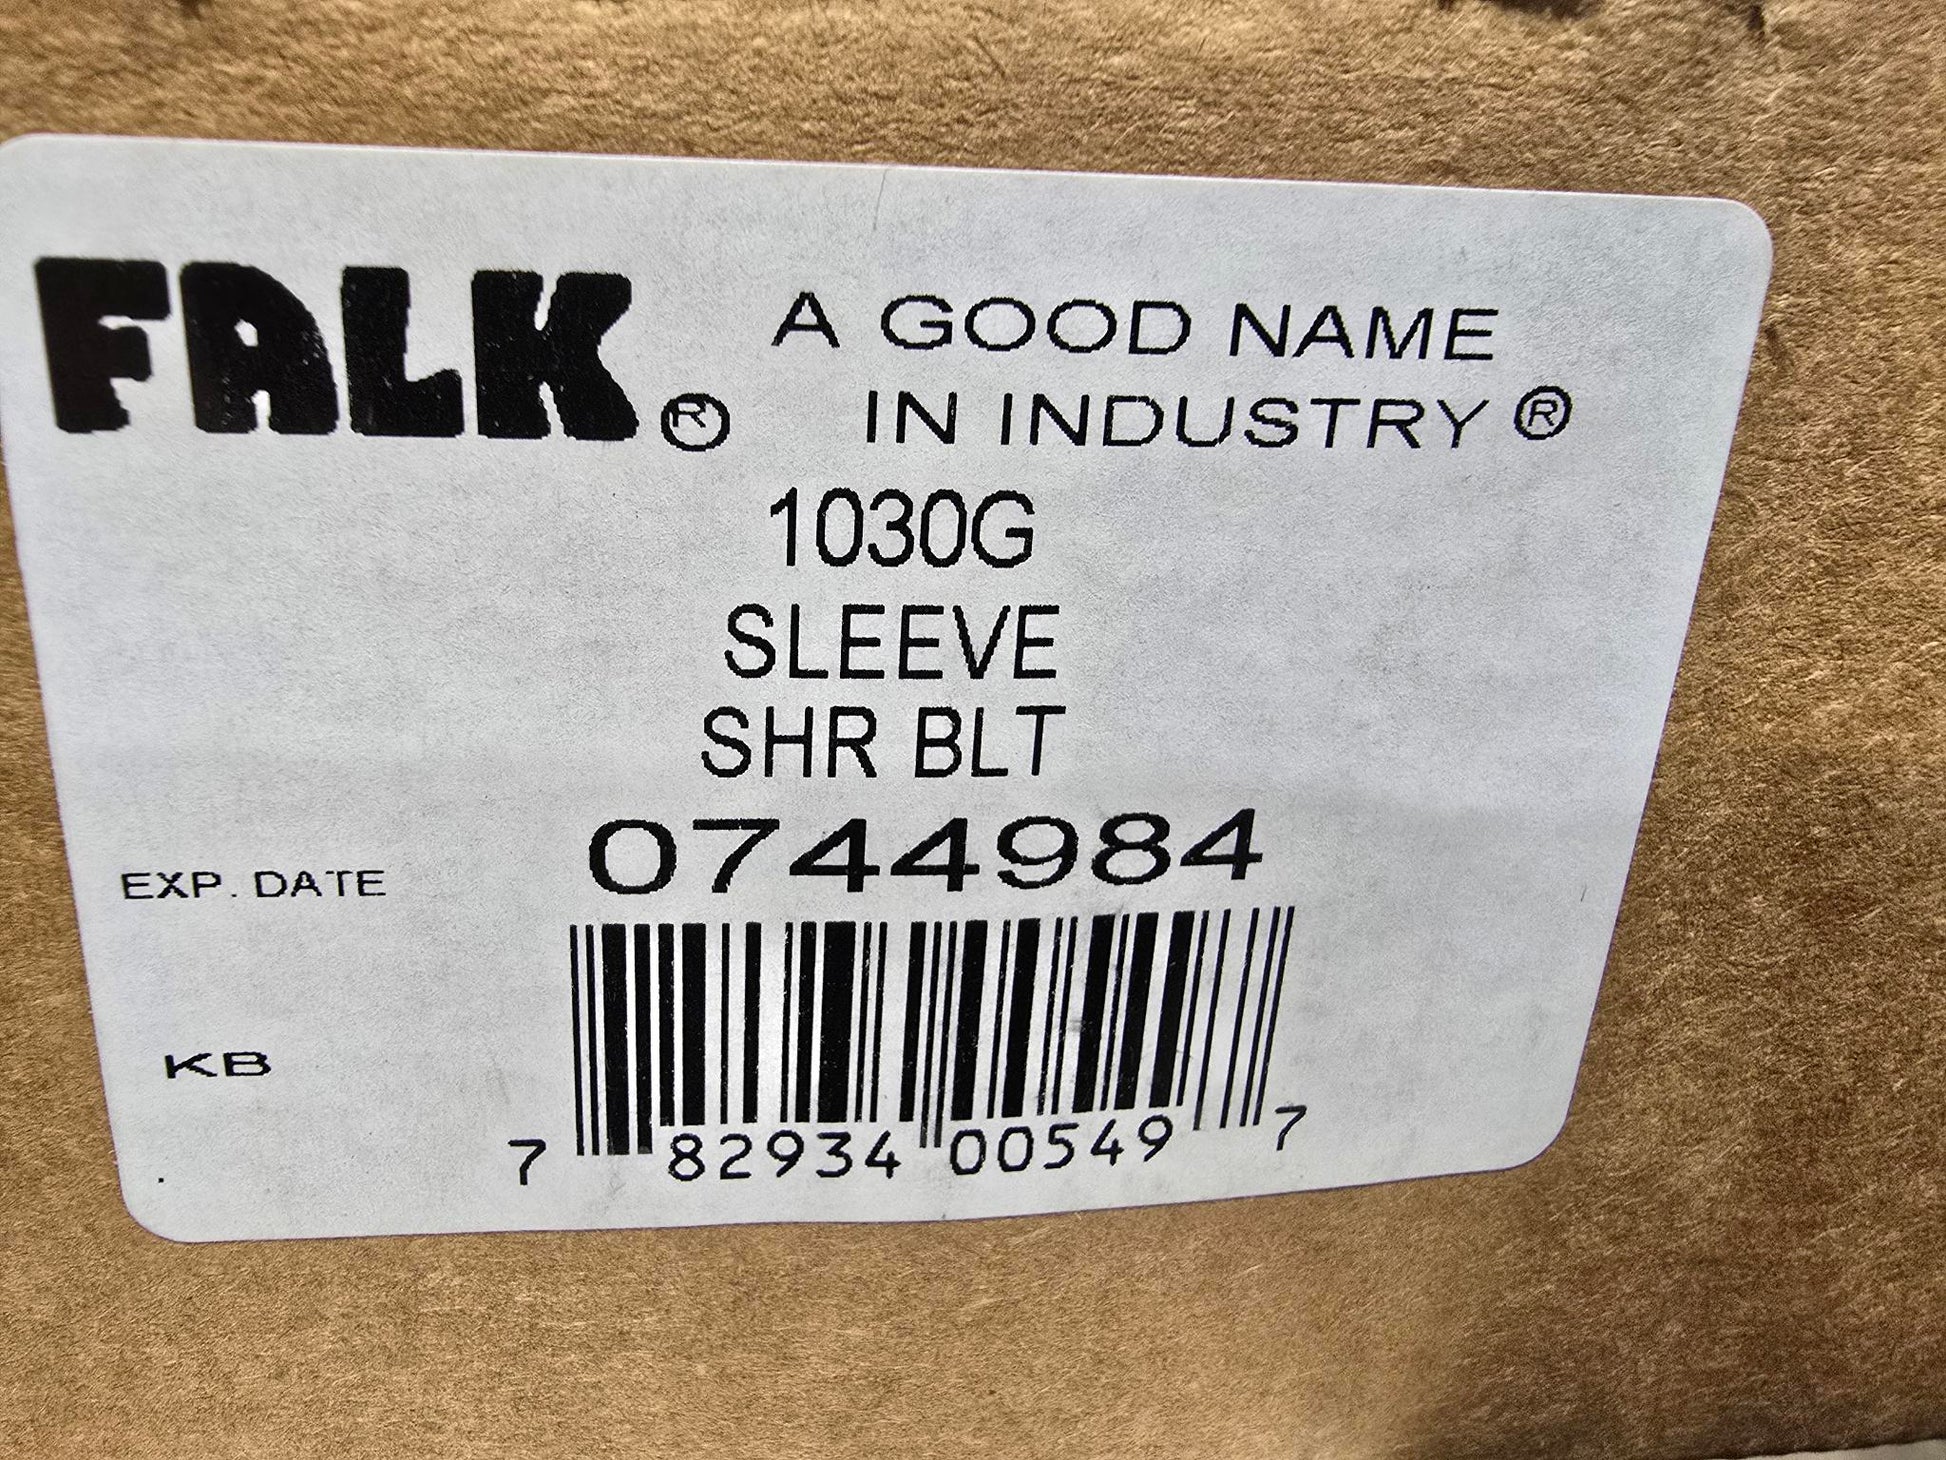 FALK® A GOOD NAME
IN INDUSTRY®
1030G
SLEEVE
SHR BLT
0744984
EXP. DATE
KB
7 82934 00549 7